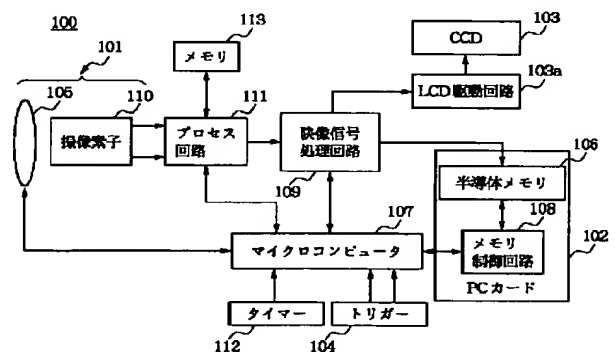 100
101
105
110
撮像素子
113
メモリ
111
プロセス
回路
映像信号
処理回路
109
103
CCD
103a
LCD駆動回路
106
半導体メモリ
108
メモリ
制御回路
PCカード
102
107
マイクロコンピュータ
タイマー
112
トリガー
104